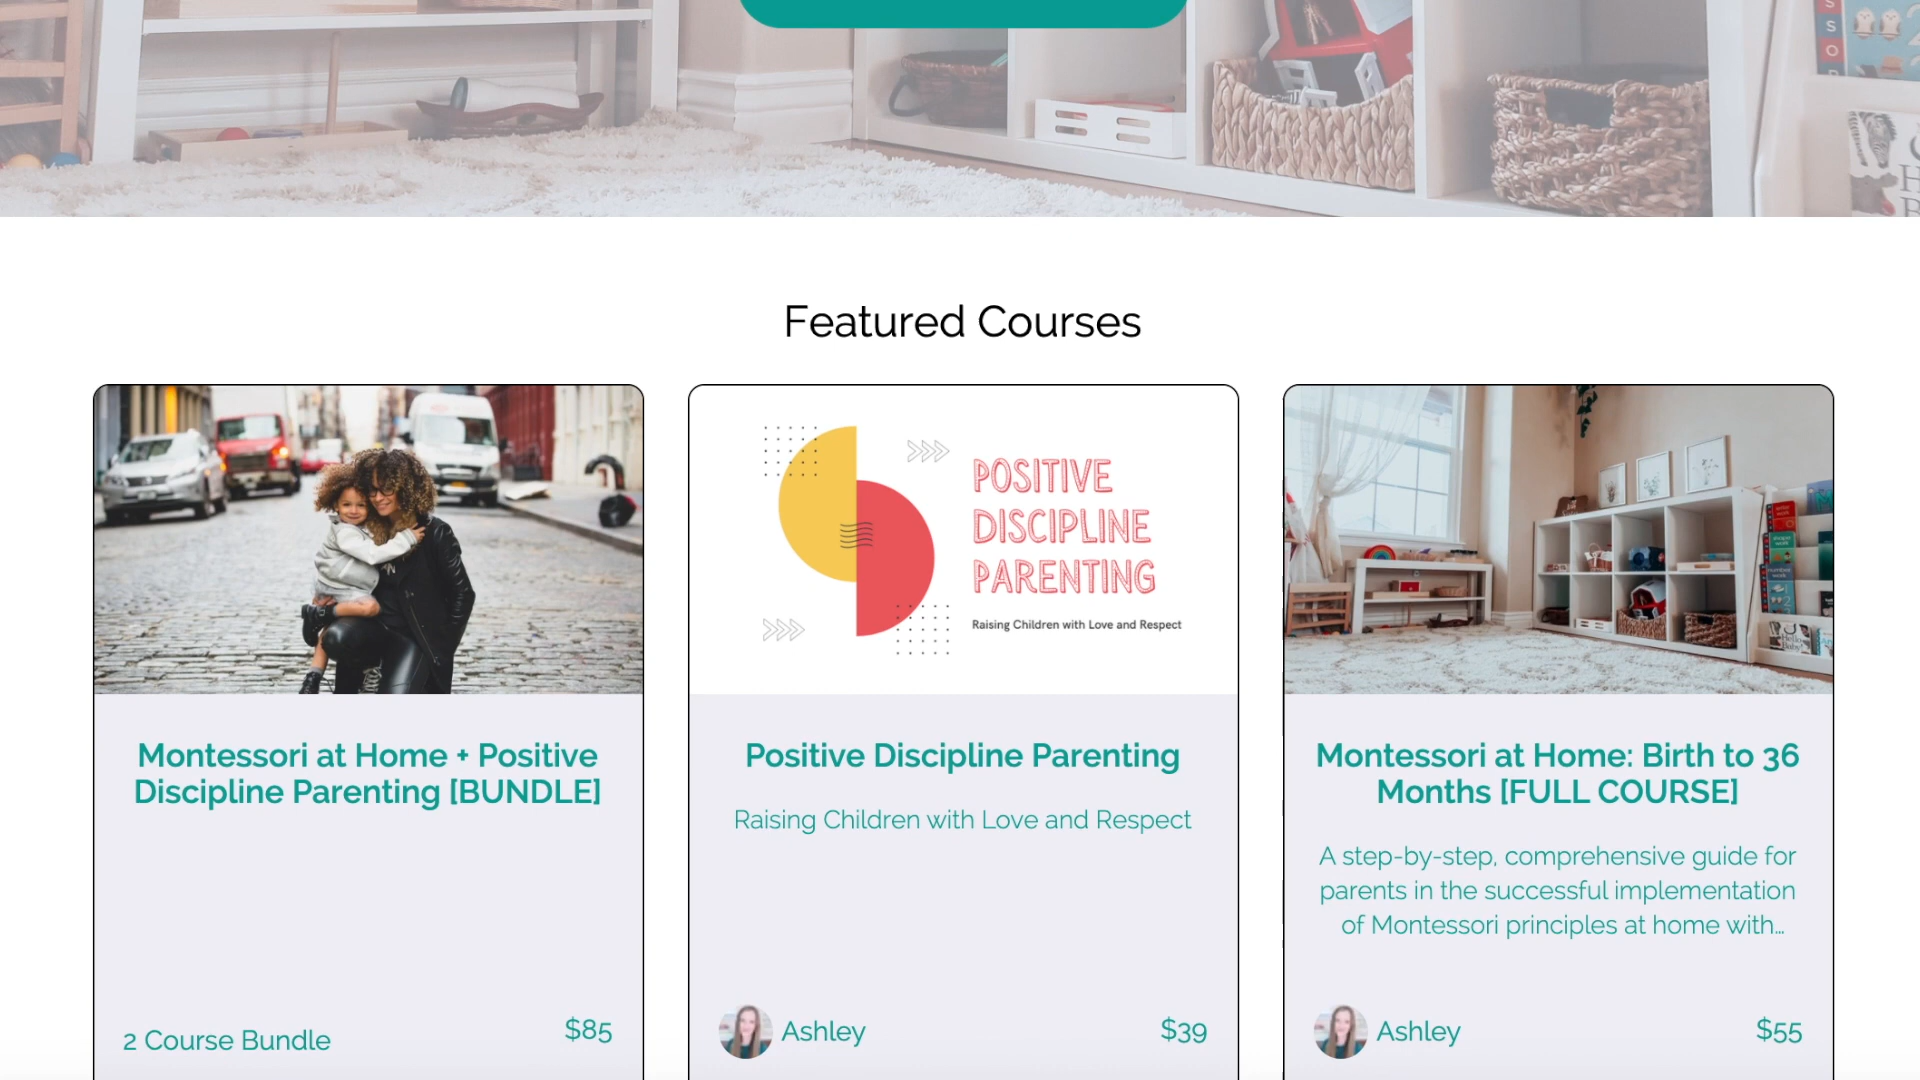 Featured Courses
POSITIVE
DISCIPLINE
PARENTING
Raising Children with Love and Respect
Montessori at Home + Positive
Discipline Parenting [BUNDLE]
2 Course Bundle
$85
Positive Discipline Parenting
Raising Children with Love and Respect
Ashley
$39
Montessori at Home: Birth to 36
Months [FULL COURSE]
A step-by-step, comprehensive guide for
parents in the successful implementation
of Montessori principles at home with…
Ashley
$55